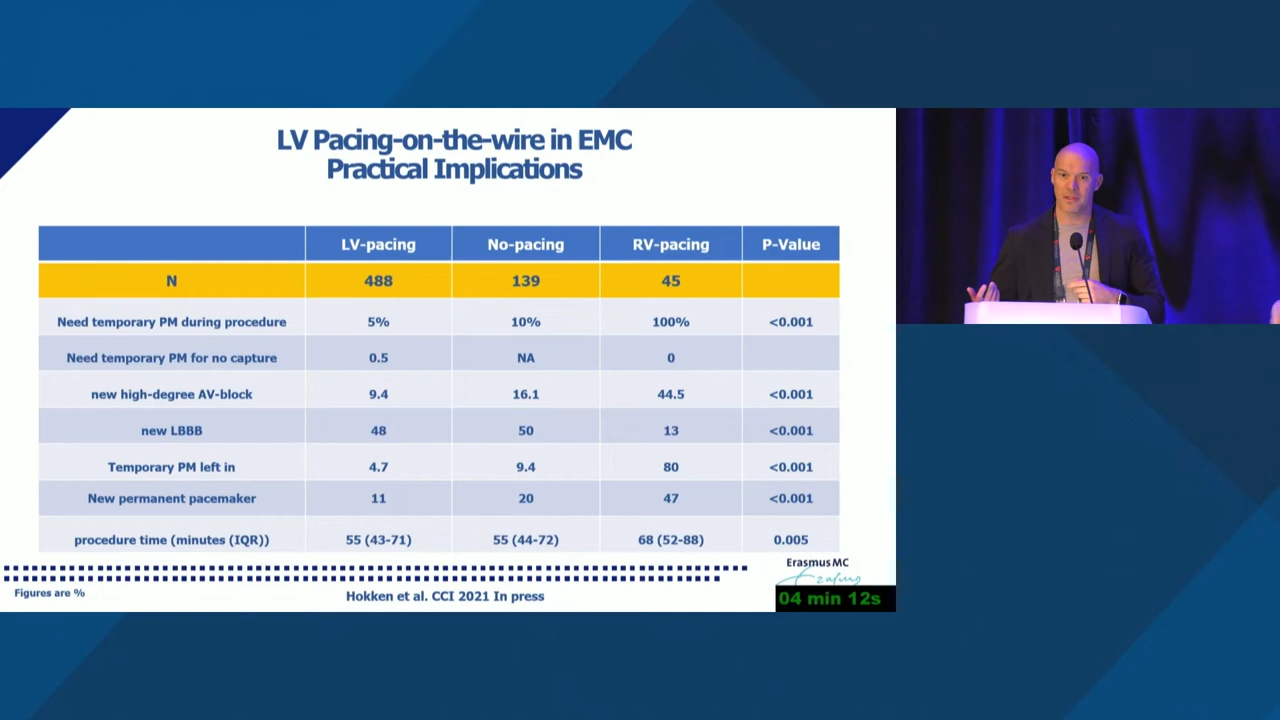 LV Pacing-on-the-wire in EMC
Practical Implications
LV-pacing No-pacing RV-pacing P-Value
N 488 139 45
Need temporary PM during procedure 5% 10% 100% <0.001
Need temporary PM for no capture 0.5 NA 0
new high-degree AV-block 9.4 16.1 44.5 <0.001
new LBBB 48 50 13 <0.001
Temporary PM left in 4.7 9.4 80 <0.001
New permanent pacemaker 11 20 47 <0.001
procedure time (minutes (IQR)) 55 (43-71) 55 (44-72) 68 (52-88) 0.005
Erasmus MC
Erasmus
Figures are %
Hokken et al. CCI 2021 In press
04 min 12s